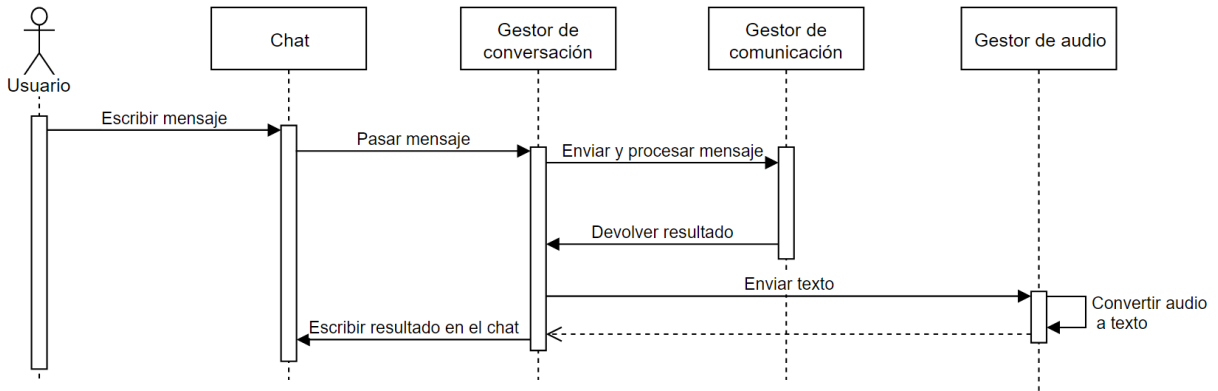 Usuario
Chat
Gestor de
conversación
Gestor de
comunicación
Gestor de audio
Escribir mensaje
Pasar mensaje
Enviar y procesar mensaje
Devolver resultado
Enviar texto
Convertir audio
a texto
Escribir resultado en el chat